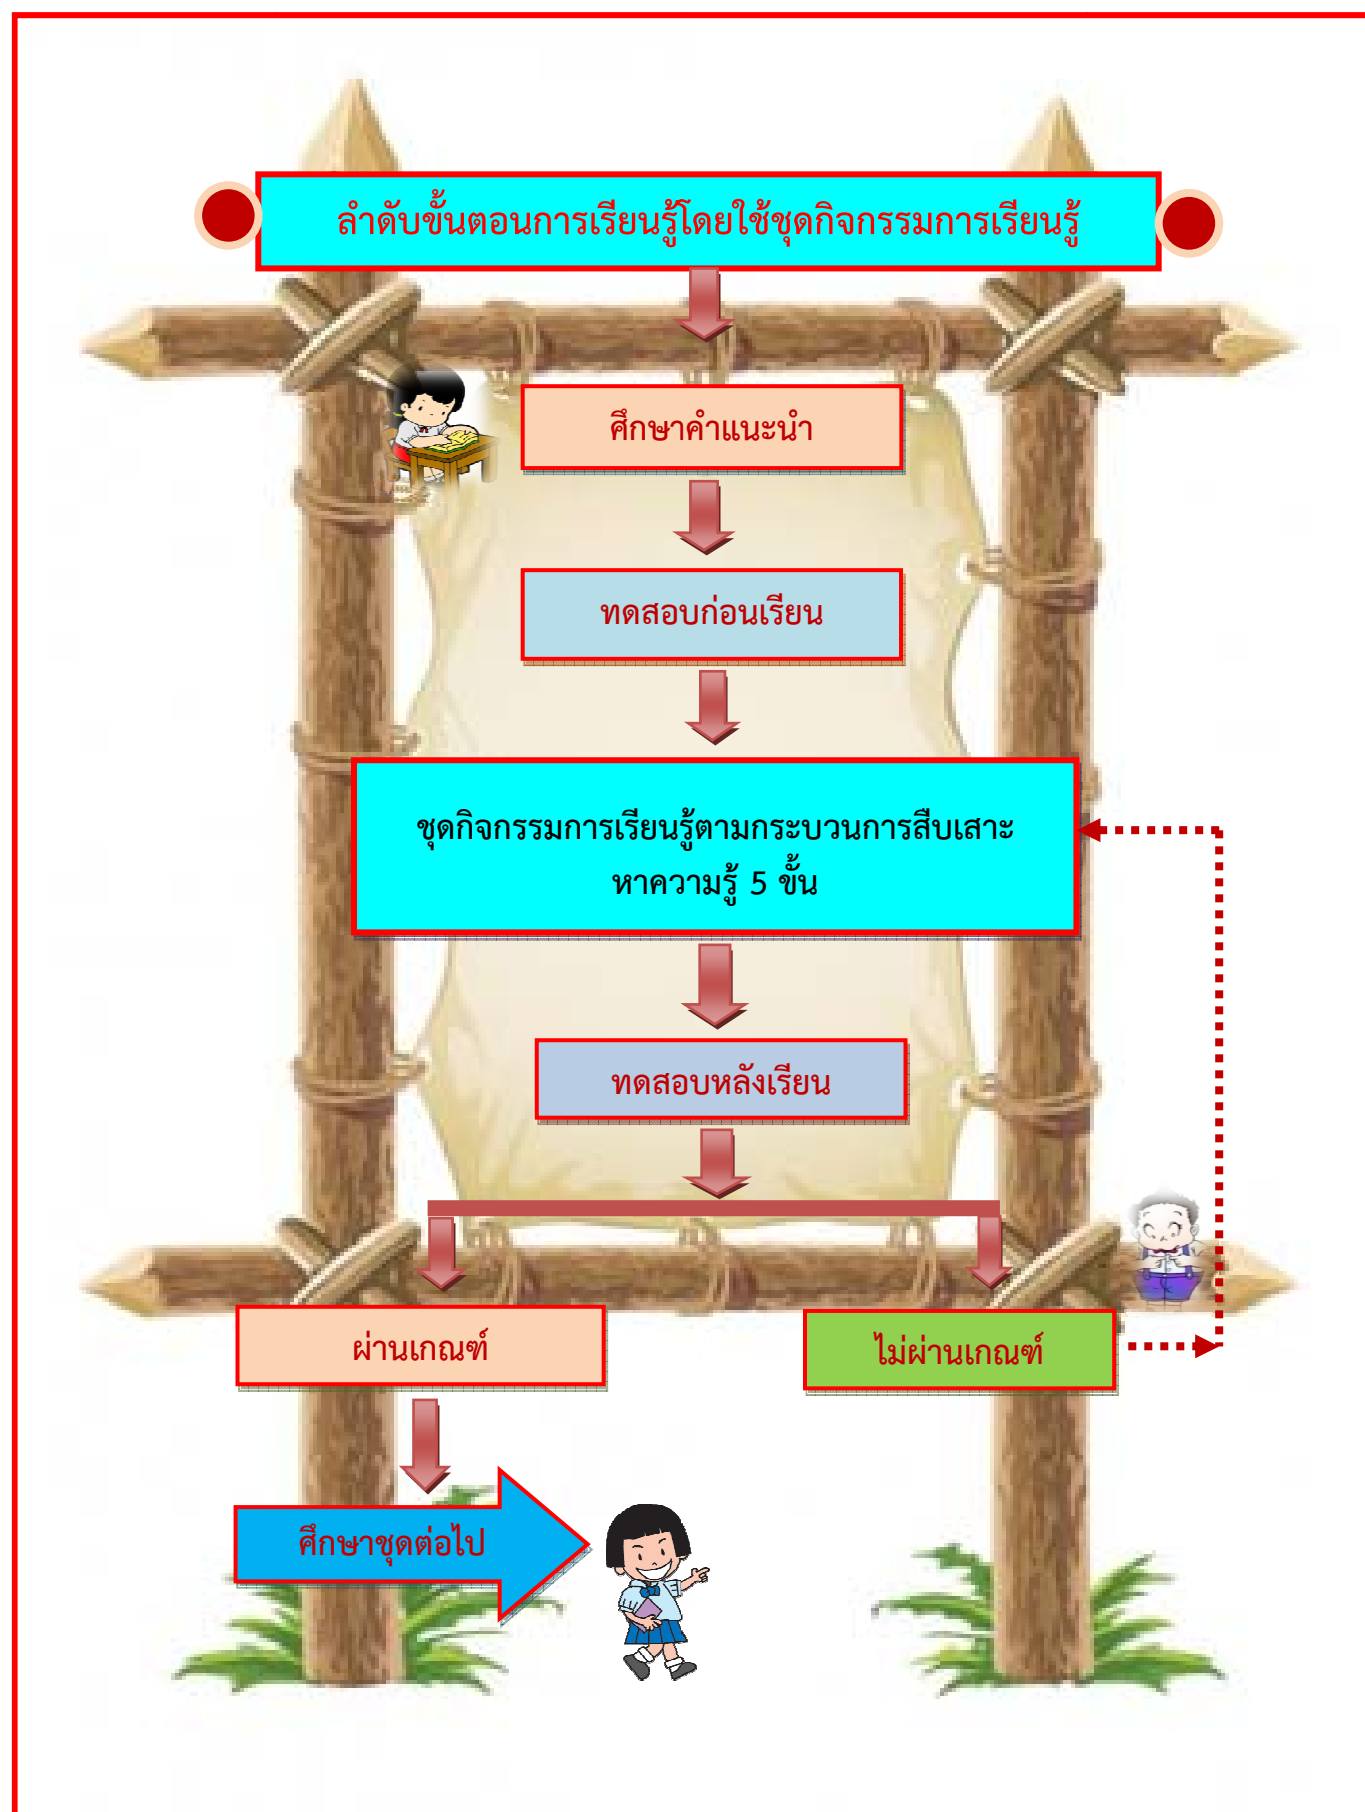 ลำดับขั้นตอนการเรียนรู้โดยใช้ชุดกิจกรรมการเรียนรู้
ศึกษาคำแนะนำ
ทดสอบก่อนเรียน
ชุดกิจกรรมการเรียนรู้ตามกระบวนการสืบเสาะ
หาความรู้ 5 ขั้น
ทดสอบหลังเรียน
ผ่านเกณฑ์
ไม่ผ่านเกณฑ์
ศึกษาชุดต่อไป